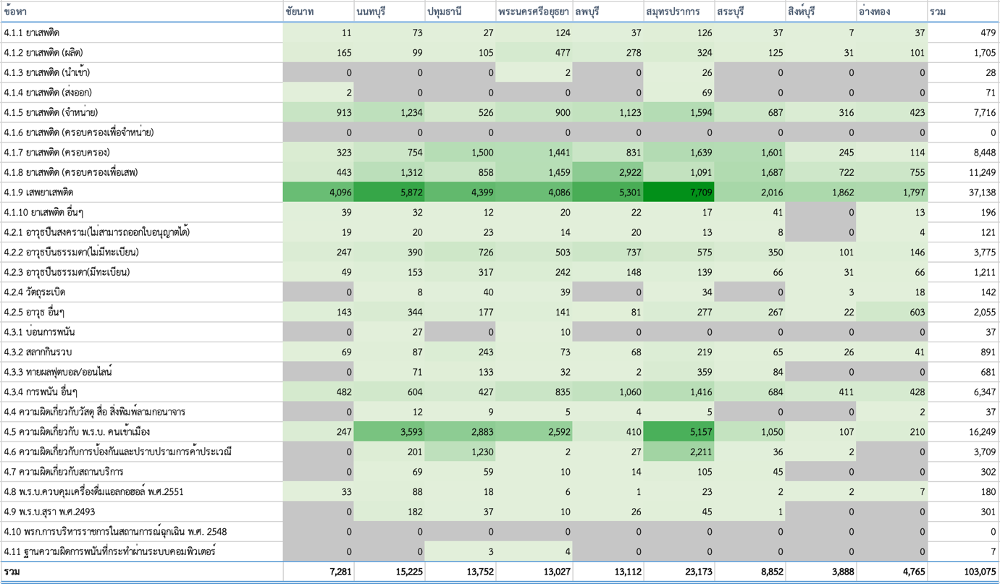 ข้อหา ชัยนาท นนทบุรี ปทุมธานี พระนครศรีอยุธยา ลพบุรี สมุทรปราการ สระบุรี สิงห์บุรี อ่างทอง รวม
4.1.1 ยาเสพติด 11 73 27 124 37 126 37 7 37 479
4.1.2 ยาเสพติด (ผลิต) 165 99 105 477 278 324 125 31 101 1,705
4.1.3 ยาเสพติด (นำเข้า) 0 0 0 2 0 26 0 0 0 28
4.1.4 ยาเสพติด (ส่งออก) 2 0 0 0 0 69 0 0 0 71
4.1.5 ยาเสพติด (จำหน่าย) 913 1,234 526 900 1,123 1,594 687 316 423 7,716
4.1.6 ยาเสพติด (ครอบครองเพื่อจำหน่าย) 0 0 0 0 0 0 0 0 0 0
4.1.7 ยาเสพติด (ครอบครอง) 323 754 1,500 1,441 831 1,639 1,601 245 114 8,448
4.1.8 ยาเสพติด (ครอบครองเพื่อเสพ) 443 1,312 858 1,459 2,922 1,091 1,687 722 755 11,249
4.1.9 เสพยาเสพติด 4,096 5,872 4,399 4,086 5,301 7,709 2,016 1,862 1,797 37,138
4.1.10 ยาเสพติด อื่นๆ 39 32 12 20 22 17 41 0 13 196
4.2.1 อาวุธปืนสงคราม(ไม่สามารถออกใบอนุญาตได้) 19 20 23 14 20 13 8 0 4 121
4.2.2 อาวุธปืนธรรมดา(ไม่มีทะเบียน) 247 390 726 503 737 575 350 101 146 3,775
4.2.3 อาวุธปืนธรรมดา(มีทะเบียน) 49 153 317 242 148 139 66 31 66 1,211
4.2.4 วัตถุระเบิด 0 8 40 39 0 34 0 3 18 142
4.2.5 อาวุธ อื่นๆ 143 344 177 141 81 277 267 22 603 2,055
4.3.1 บ่อนการพนัน 0 27 0 10 0 0 0 0 0 37
4.3.2 สลากกินรวบ 69 87 243 73 68 219 65 26 41 891
4.3.3 ทายผลฟุตบอล/ออนไลน์ 0 71 133 32 2 359 84 0 0 681
4.3.4 การพนัน อื่นๆ 482 604 427 835 1,060 1,416 684 411 428 6,347
4.4 ความผิดเกี่ยวกับวัสดุ สื่อ สิ่งพิมพ์ลามกอนาจาร 0 12 9 5 4 5 0 0 2 37
4.5 ความผิดเกี่ยวกับ พ.ร.บ. คนเข้าเมือง 247 3,593 2,883 2,592 410 5,157 1,050 107 210 16,249
4.6 ความผิดเกี่ยวกับการป้องกันและปราบปรามการค้าประเวณี 0 201 1,230 2 27 2,211 36 2 0 3,709
4.7 ความผิดเกี่ยวกับสถานบริการ 0 69 59 10 14 105 45 0 0 302
4.8 พ.ร.บ.ควบคุมเครื่องดื่มแอลกอฮอล์ พ.ศ.2551 33 88 18 6 1 23 2 2 7 180
4.9 พ.ร.บ.สุรา พ.ศ.2493 0 182 37 10 26 45 1 0 0 301
4.10 พรก.การบริหารราชการในสถานการณ์ฉุกเฉิน พ.ศ. 2548 0 0 0 0 0 0 0 0 0 0
4.11 ฐานความผิดการพนันที่กระทำผ่านระบบคอมพิวเตอร์ 0 0 3 4 0 0 0 0 0 7
รวม 7,281 15,225 13,752 13,027 13,112 23,173 8,852 3,888 4,765 103,075